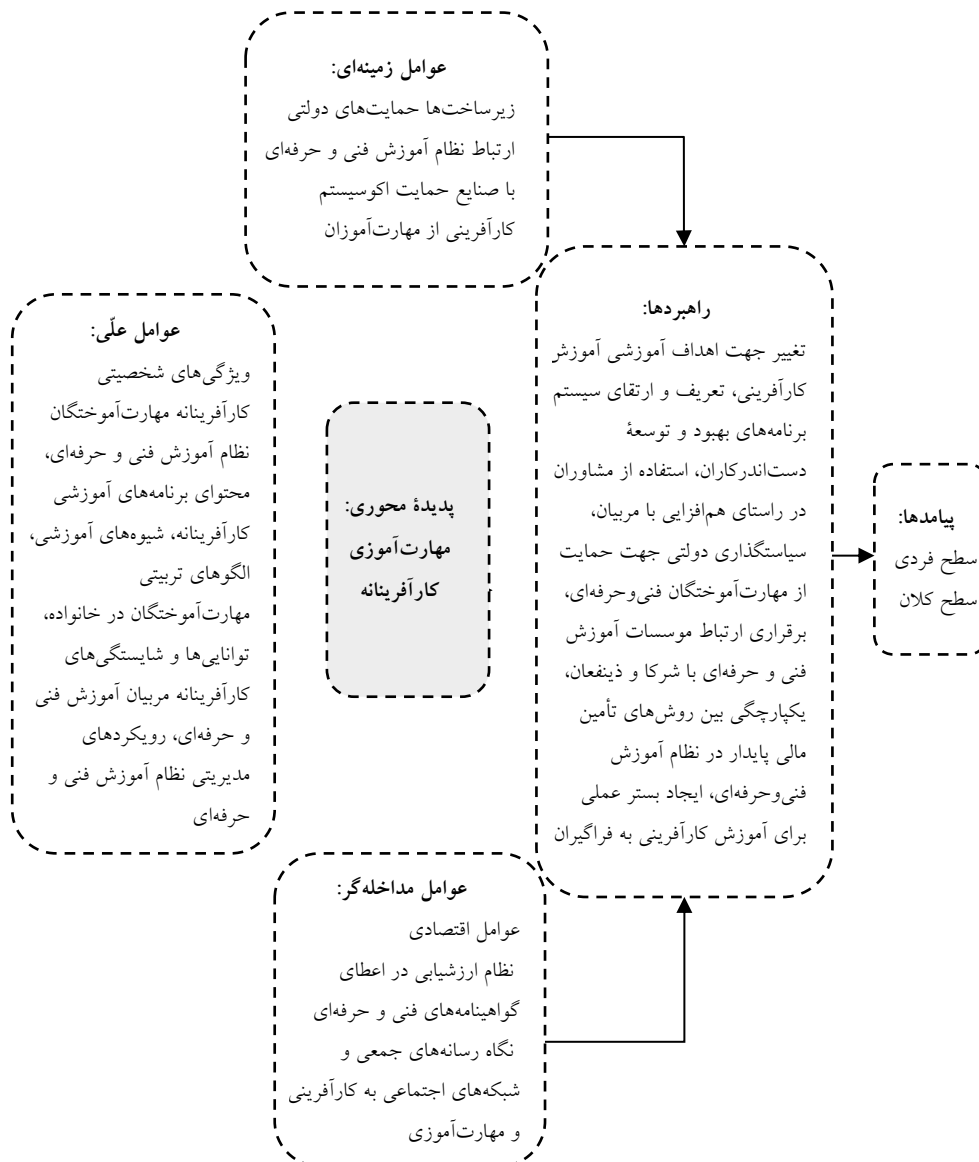 عوامل زمینه‌ای:
زیرساخت‌ها حمایت‌های دولتی
ارتباط نظام آموزش فنی و حرفه‌ای
با صنایع حمایت اکوسیستم
کارآفرینی از مهارت‌آموزان
عوامل علّی:
ویژگی‌های شخصیتی
کارآفرینانه مهارت‌آموختگان
نظام آموزش فنی و حرفه‌ای،
محتوای برنامه‌های آموزشی
کارآفرینانه، شیوه‌های آموزشی،
الگوهای تربیتی
مهارت‌آموختگان در خانواده،
توانایی‌ها و شایستگی‌های
کارآفرینانه مربیان آموزش فنی
و حرفه‌ای، رویکردهای
مدیریتی نظام آموزش فنی و
حرفه‌ای
پدیدۀ محوری:
مهارت‌آموزی
کارآفرینانه
راهبردها:
تغییر جهت اهداف آموزشی آموزش
کارآفرینی، تعریف و ارتقای سیستم
برنامه‌های بهبود و توسعۀ
دست‌اندرکاران، استفاده از مشاوران
در راستای هم‌افزایی با مربیان،
سیاستگذاری دولتی جهت حمایت
از مهارت‌آموختگان فنی‌وحرفه‌ای،
برقراری ارتباط موسسات آموزش
فنی و حرفه‌ای با شرکا و ذینفعان،
یکپارچگی بین روش‌های تأمین
مالی پایدار در نظام آموزش
فنی‌وحرفه‌ای، ایجاد بستر عملی
برای آموزش کارآفرینی به فراگیران
پیامدها:
سطح فردی
سطح کلان
عوامل مداخله‌گر:
عوامل اقتصادی
نظام ارزشیابی در اعطای
گواهینامه‌های فنی و حرفه‌ای
نگاه رسانه‌های جمعی و
شبکه‌های اجتماعی به کارآفرینی
و مهارت‌آموزی